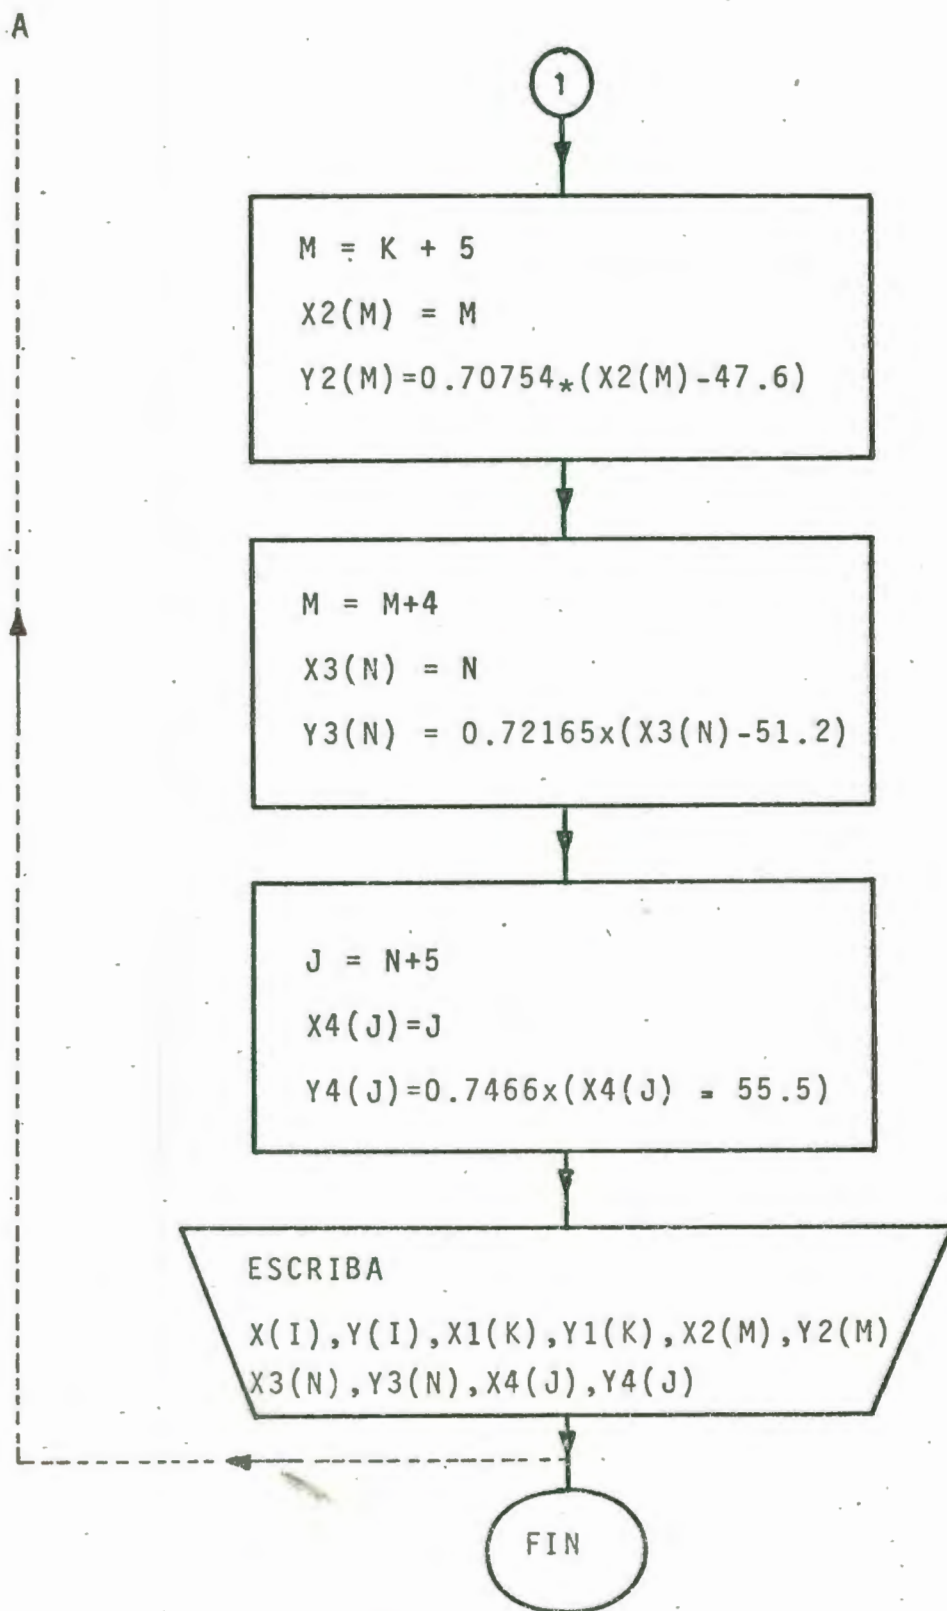 A
1
M = K + 5
X2(M) = M
Y2(M)=0.70754*(X2(M)-47.6)
M = M+4
X3(N) = N
Y3(N) = 0.72165x(X3(N)-51.2)
J = N+5
X4(J)=J
Y4(J)=0.7466x(X4(J) = 55.5)
ESCRIBA
X(I),Y(I),X1(K),Y1(K),X2(M),Y2(M)
X3(N),Y3(N),X4(J),Y4(J)
FIN